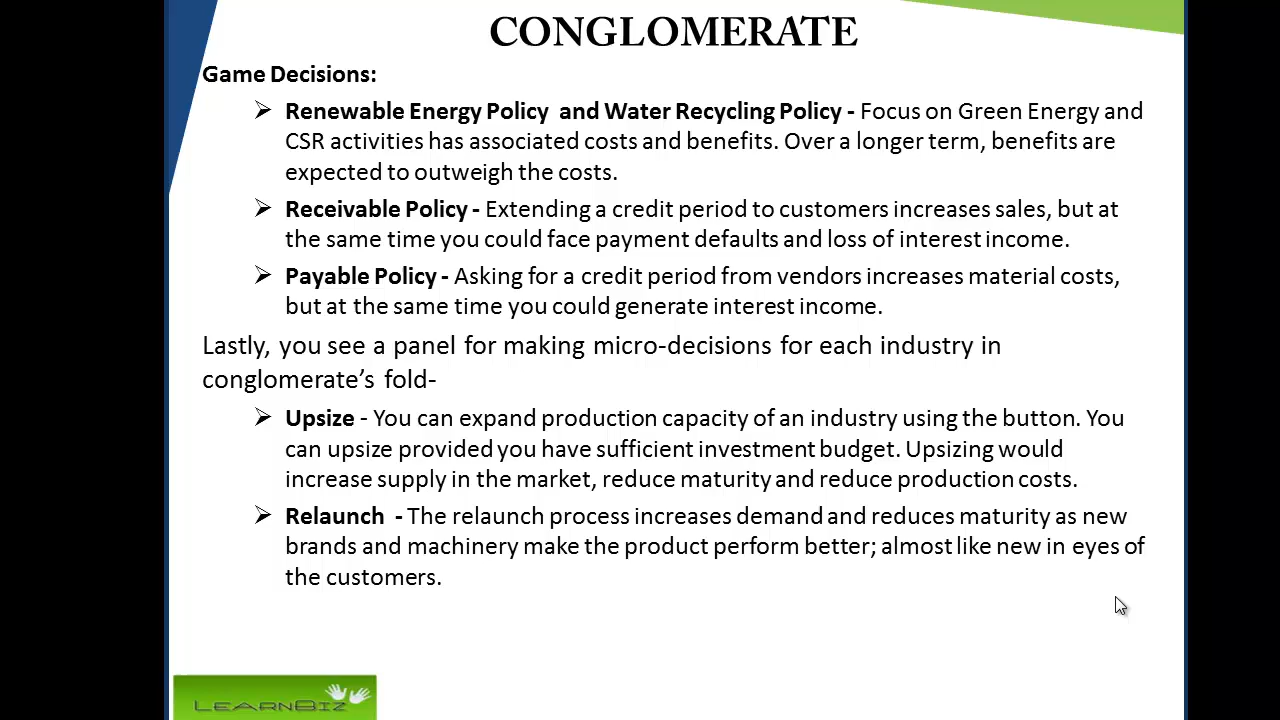 CONGLOMERATE
Game Decisions:
➢ Renewable Energy Policy and Water Recycling Policy - Focus on Green Energy and
CSR activities has associated costs and benefits. Over a longer term, benefits are
expected to outweigh the costs.
➢ Receivable Policy - Extending a credit period to customers increases sales, but at
the same time you could face payment defaults and loss of interest income.
➢ Payable Policy - Asking for a credit period from vendors increases material costs,
but at the same time you could generate interest income.
Lastly, you see a panel for making micro-decisions for each industry in
conglomerate's fold-
➢ Upsize - You can expand production capacity of an industry using the button. You
can upsize provided you have sufficient investment budget. Upsizing would
increase supply in the market, reduce maturity and reduce production costs.
➢ Relaunch - The relaunch process increases demand and reduces maturity as new
brands and machinery make the product perform better; almost like new in eyes of
the customers.
LEARNBIZ